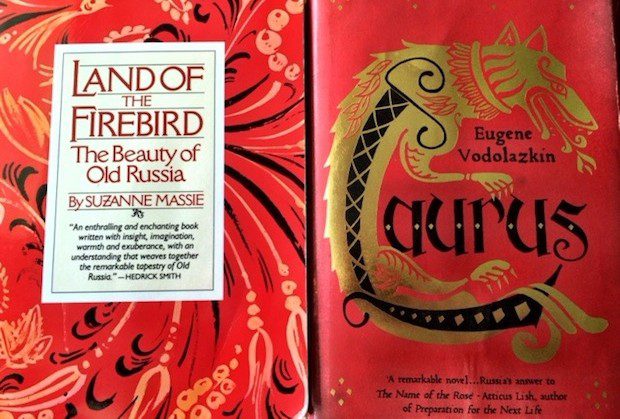 LAND OF
THE
FIREBIRD
The Beauty of
Old Russia
By SUZANNE MASSIE
"An enthralling and enchanting book
written with insight, imagination,
warmth and exuberance, with an
understanding that weaves together
the remarkable tapestry of Old
Russia." —HEDRICK SMITH
Eugene
Vodolazkin
Laurus
'A remarkable novel...Russia's answer to
The Name of the Rose' - Atticus Lish, author
of Preparation for the Next Life